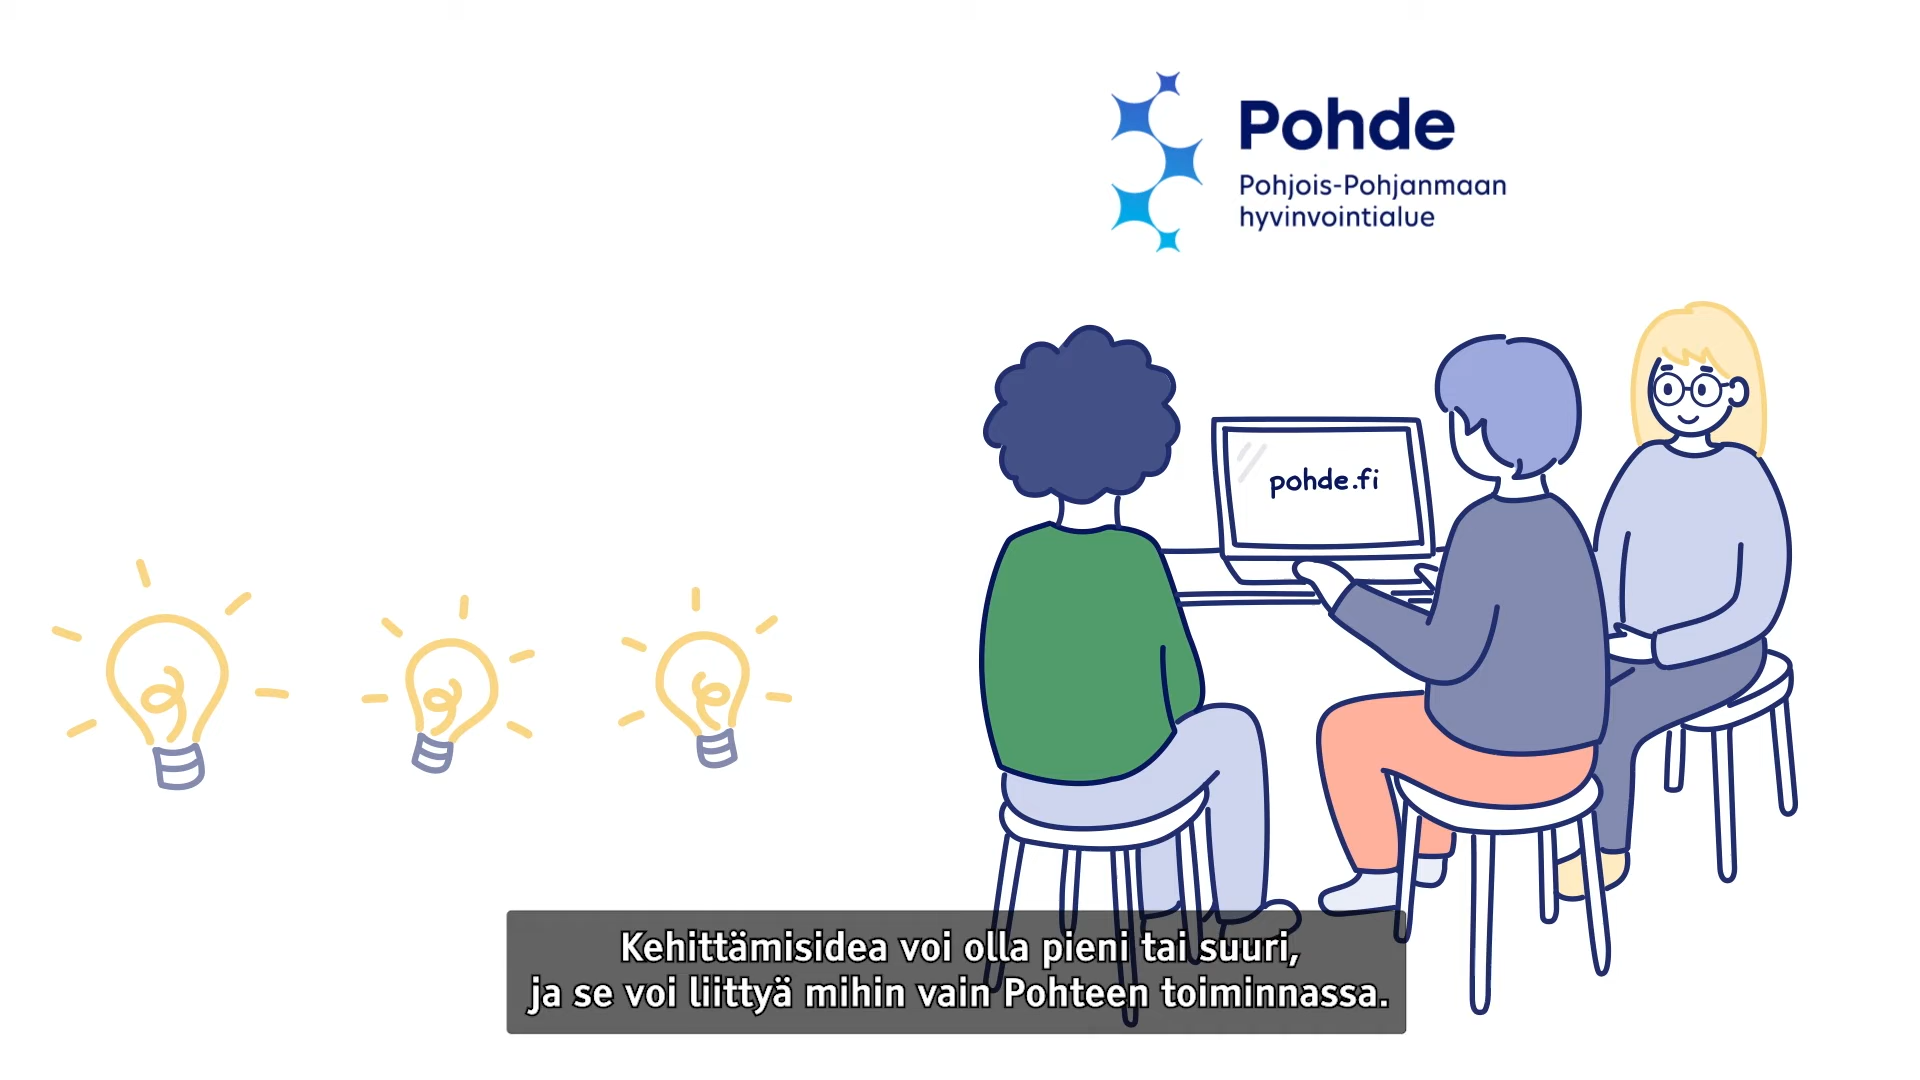 Pohde
Pohjois-Pohjanmaan
hyvinvointialue
pohde.fi
Kehittämisidea voi olla pieni tai suuri,
ja se voi liittyä mihin vain Pohteen toiminnassa.